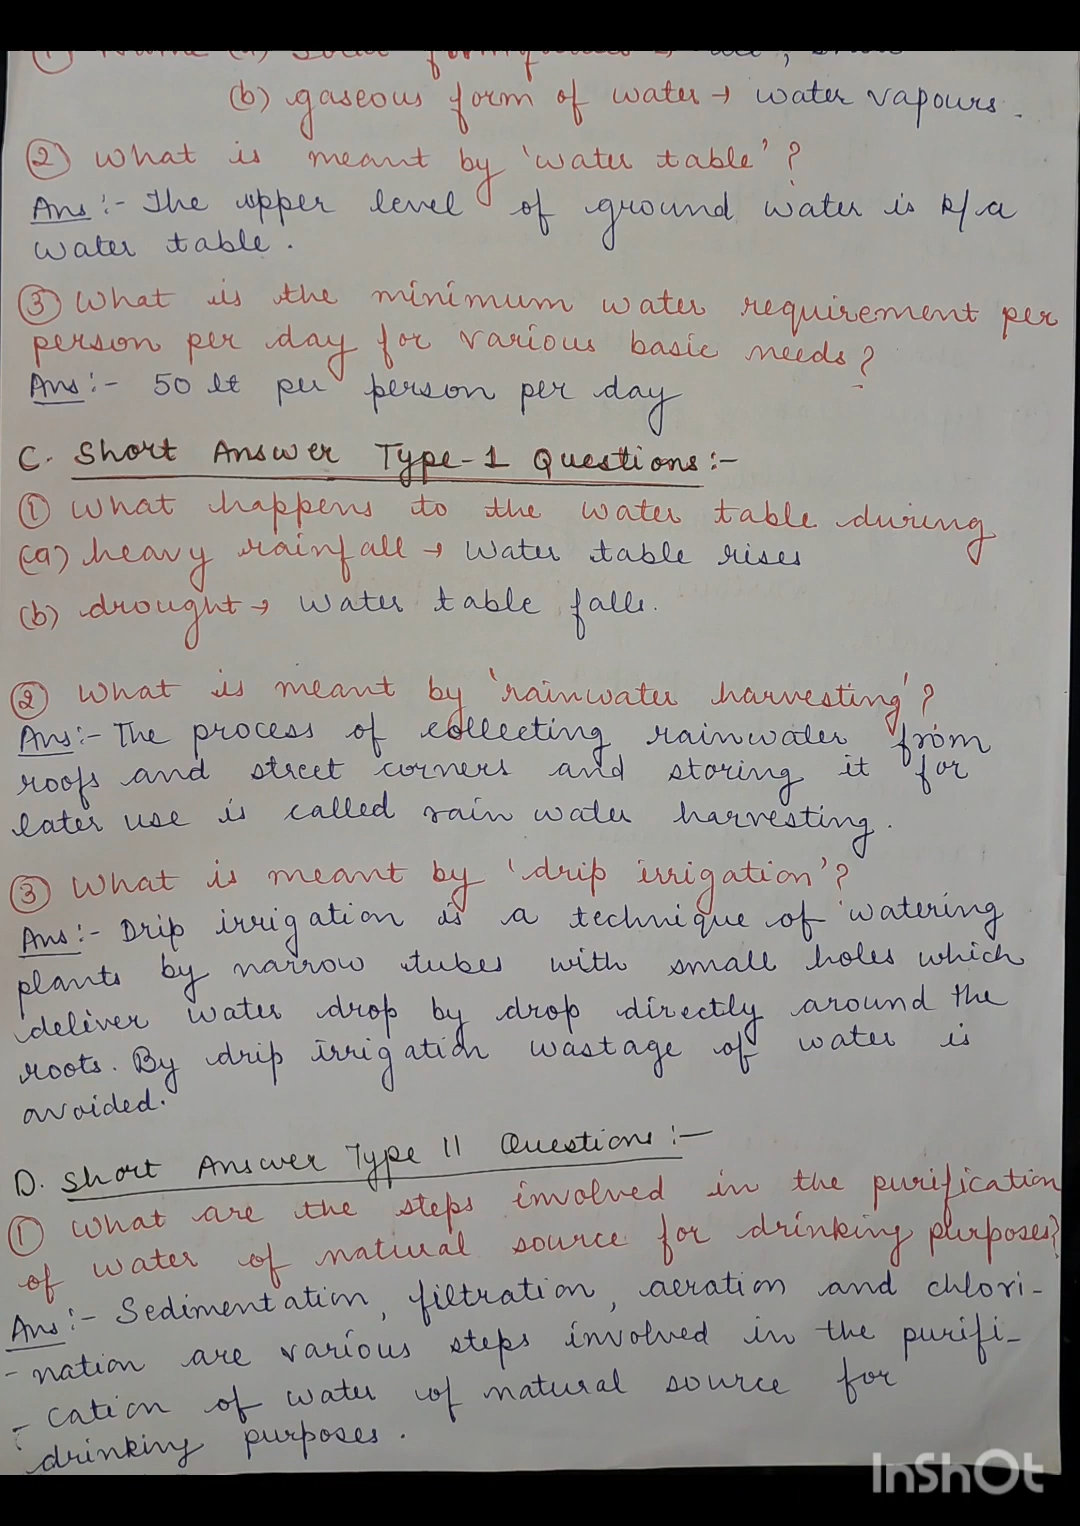 (b) gaseous form of water → water vapours.
② What is meant by 'water table'?
Ans:- The upper level of ground water is k/a
water table.
③ What is the minimum water requirement per
person per day for various basic needs?
Ans:- 50 lt per person per day
C. Short Answer Type-1 Questions:-
① What happens to the water table during
(a) heavy rainfall → Water table rises
(b) drought → Water table falls.
② What is meant by 'rainwater harvesting'?
Ans:- The process of collecting rainwater from
roofs and street corners and storing it for
later use is called rain water harvesting.
③ What is meant by 'drip irrigation'?
Ans:- Drip irrigation is a technique of watering
plants by narrow tubes with small holes which
deliver water drop by drop directly around the
roots. By drip irrigation wastage of water is
avoided.
D. Short Answer Type II Questions:-
① What are the steps involved in the purification
of water of natural source for drinking purposes?
Ans:- Sedimentation, filtration, aeration and chlori-
-nation are various steps involved in the purifi-
-cation of water of natural source for
drinking purposes.
InShOt